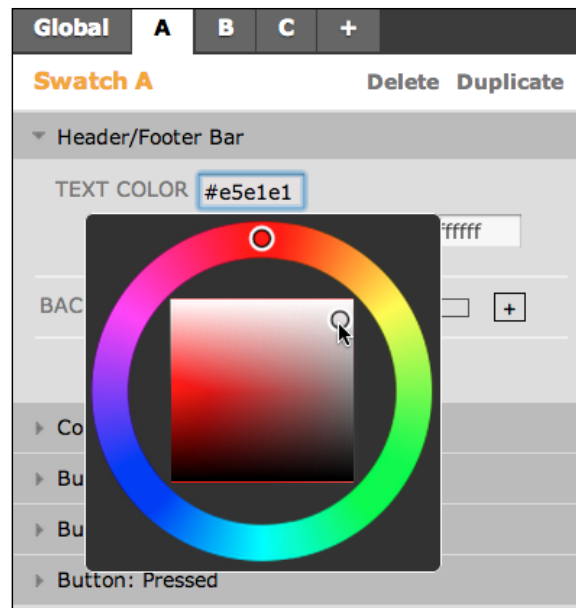 Global A B C +
Swatch A Delete Duplicate
Header/Footer Bar
TEXT COLOR #e5e1e1
ffffff
BAC +
Co
Bu
Bu
Button: Pressed